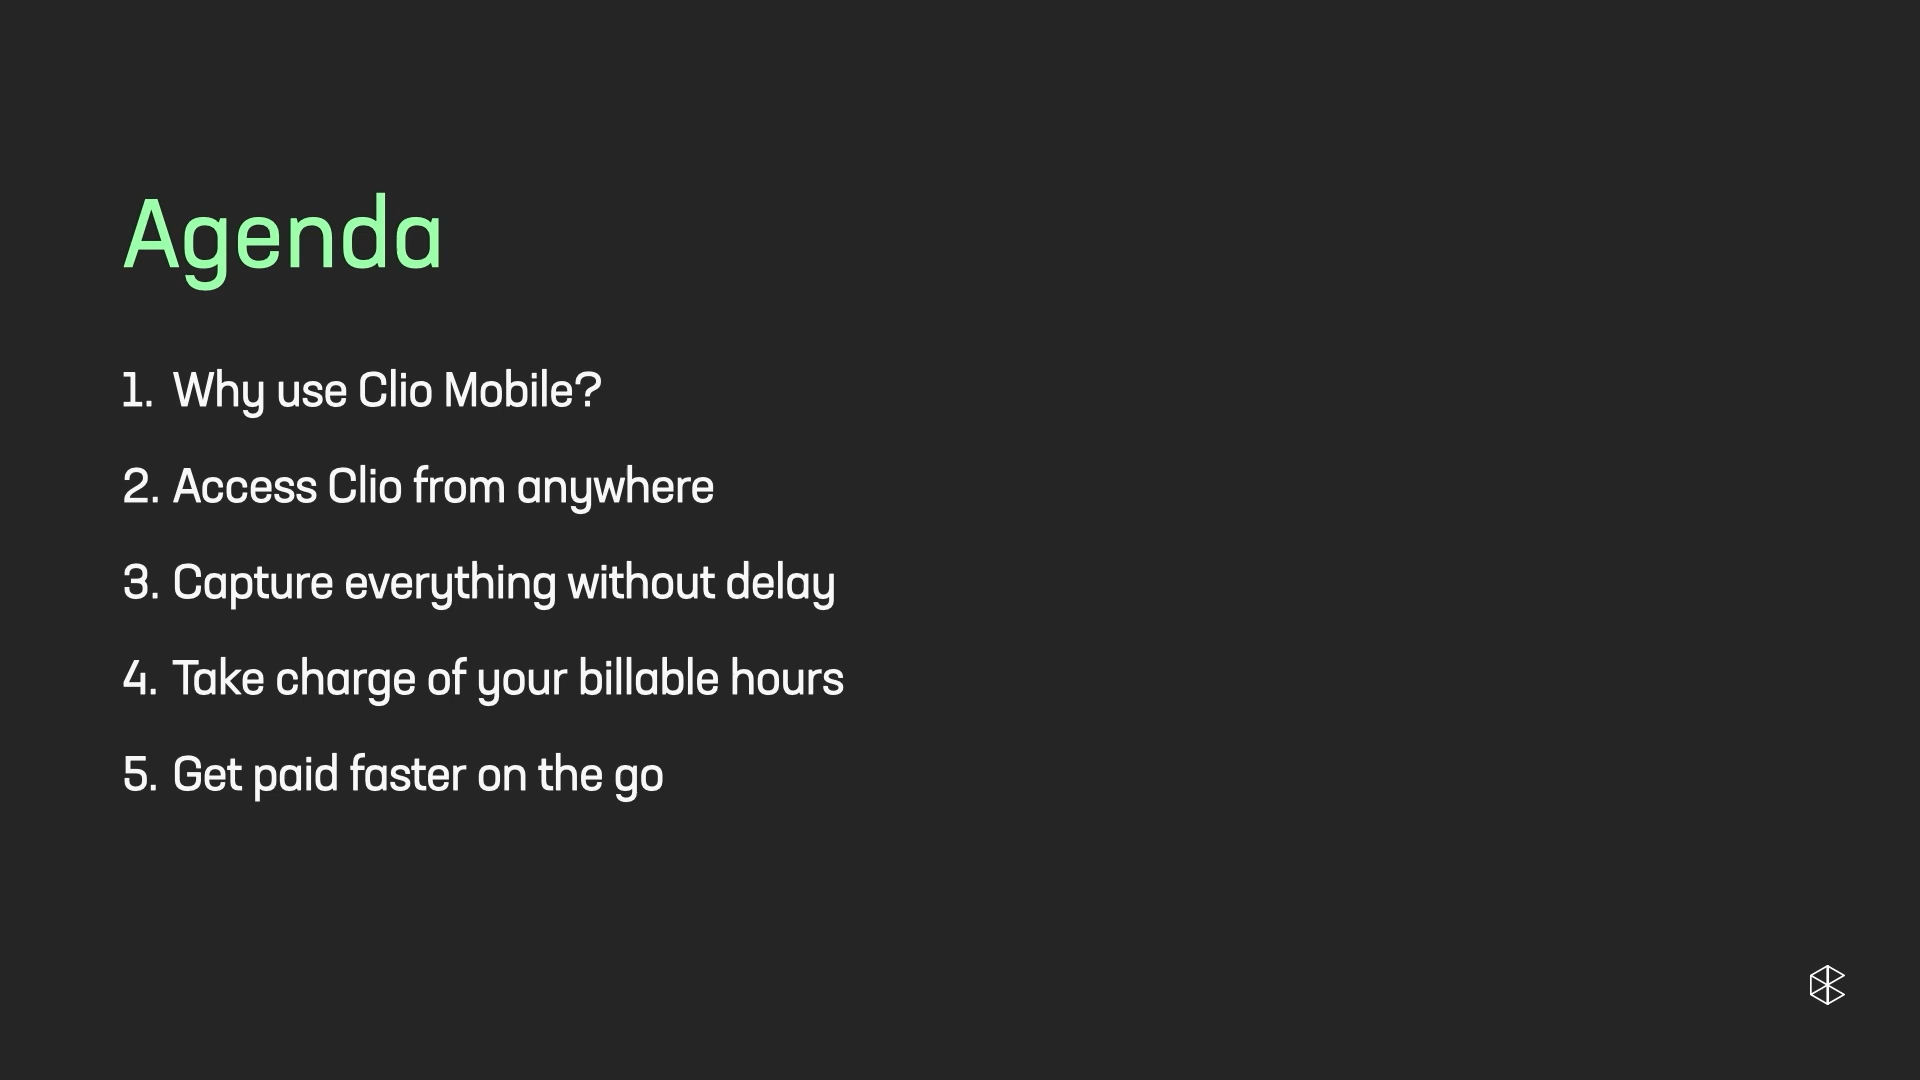 Agenda
1. Why use Clio Mobile?
2. Access Clio from anywhere
3. Capture everything without delay
4. Take charge of your billable hours
5. Get paid faster on the go